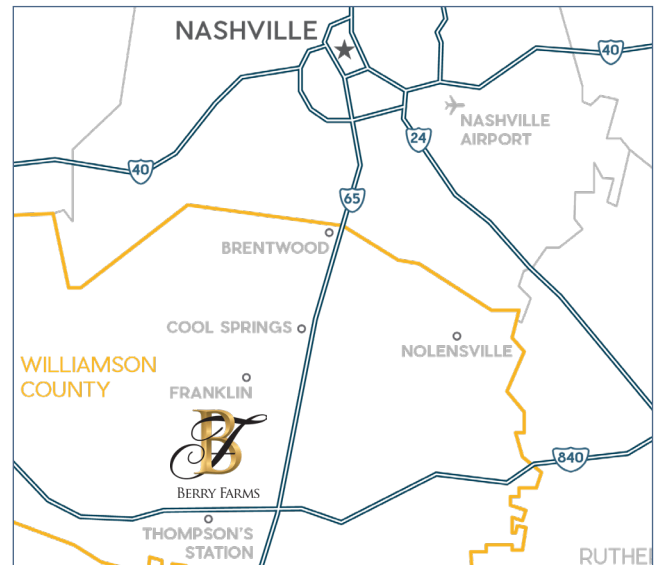 NASHVILLE
40
NASHVILLE
AIRPORT
24
40
65
BRENTWOOD
COOL SPRINGS
NOLENSVILLE
WILLIAMSON
COUNTY
FRANKLIN
BF
BERRY FARMS
840
THOMPSON'S
STATION
RUTHE